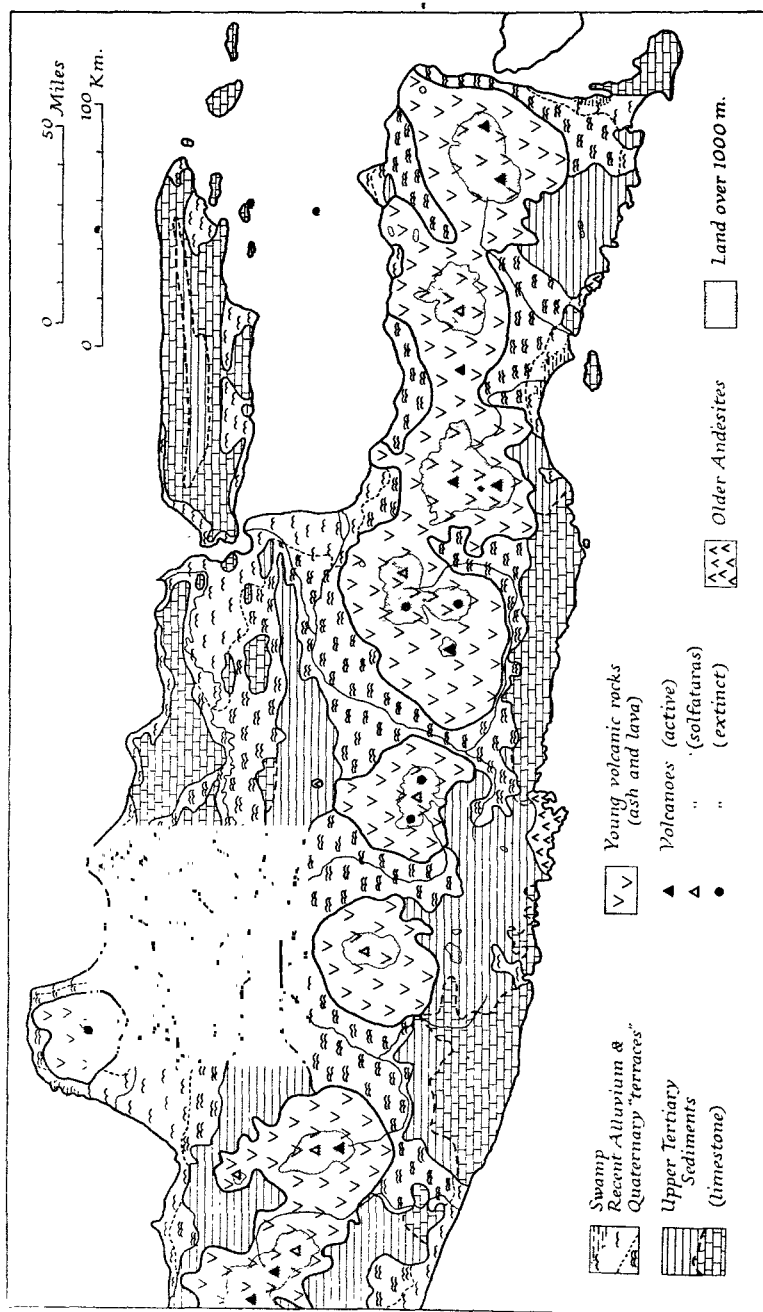 0 50 Miles
0 100 Km.
Swamp
Recent Alluvium &
Quaternary "terraces"
Upper Tertiary
Sediments
(limestone)
Young volcanic rocks
(ash and lava)
Volcanoes (active)
" " (solfataras)
" (extinct)
Older Andesites
Land over 1000 m.